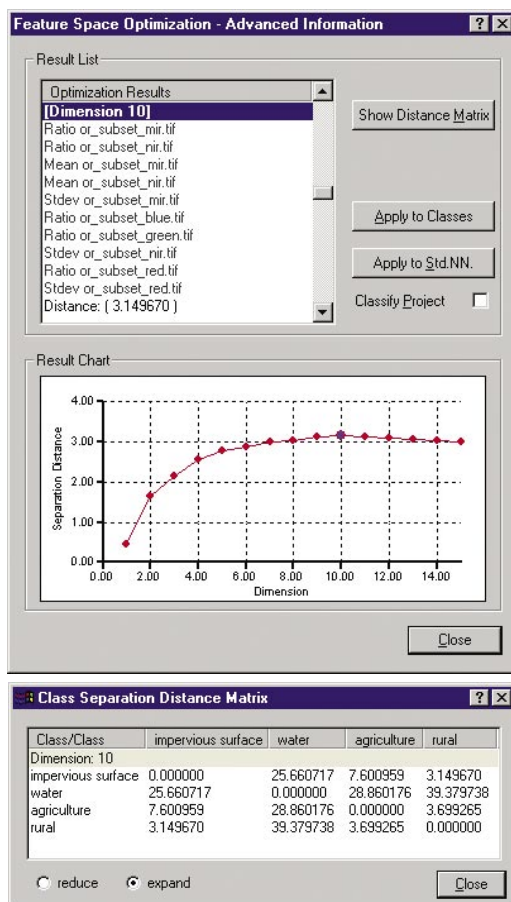 Feature Space Optimization - Advanced Information
Result List
Optimization Results
[Dimension 10]
Ratio or_subset_mir.tif
Ratio or_subset_nir.tif
Mean or_subset_mir.tif
Mean or_subset_nir.tif
Stdev or_subset_mir.tif
Ratio or_subset_blue.tif
Ratio or_subset_green.tif
Stdev or_subset_nir.tif
Ratio or_subset_red.tif
Stdev or_subset_red.tif
Distance: ( 3.149670 )
Show Distance Matrix
Apply to Classes
Apply to Std.NN.
Classify Project
Result Chart
Separation Distance
4.00
3.00
2.00
1.00
0.00
0.00 2.00 4.00 6.00 8.00 10.00 12.00 14.00
Dimension
Close
Class Separation Distance Matrix
Class/Class impervious surface water agriculture rural
Dimension: 10
impervious surface 0.000000 25.660717 7.600959 3.149670
water 25.660717 0.000000 28.860176 39.379738
agriculture 7.600959 28.860176 0.000000 3.699265
rural 3.149670 39.379738 3.699265 0.000000
reduce expand Close